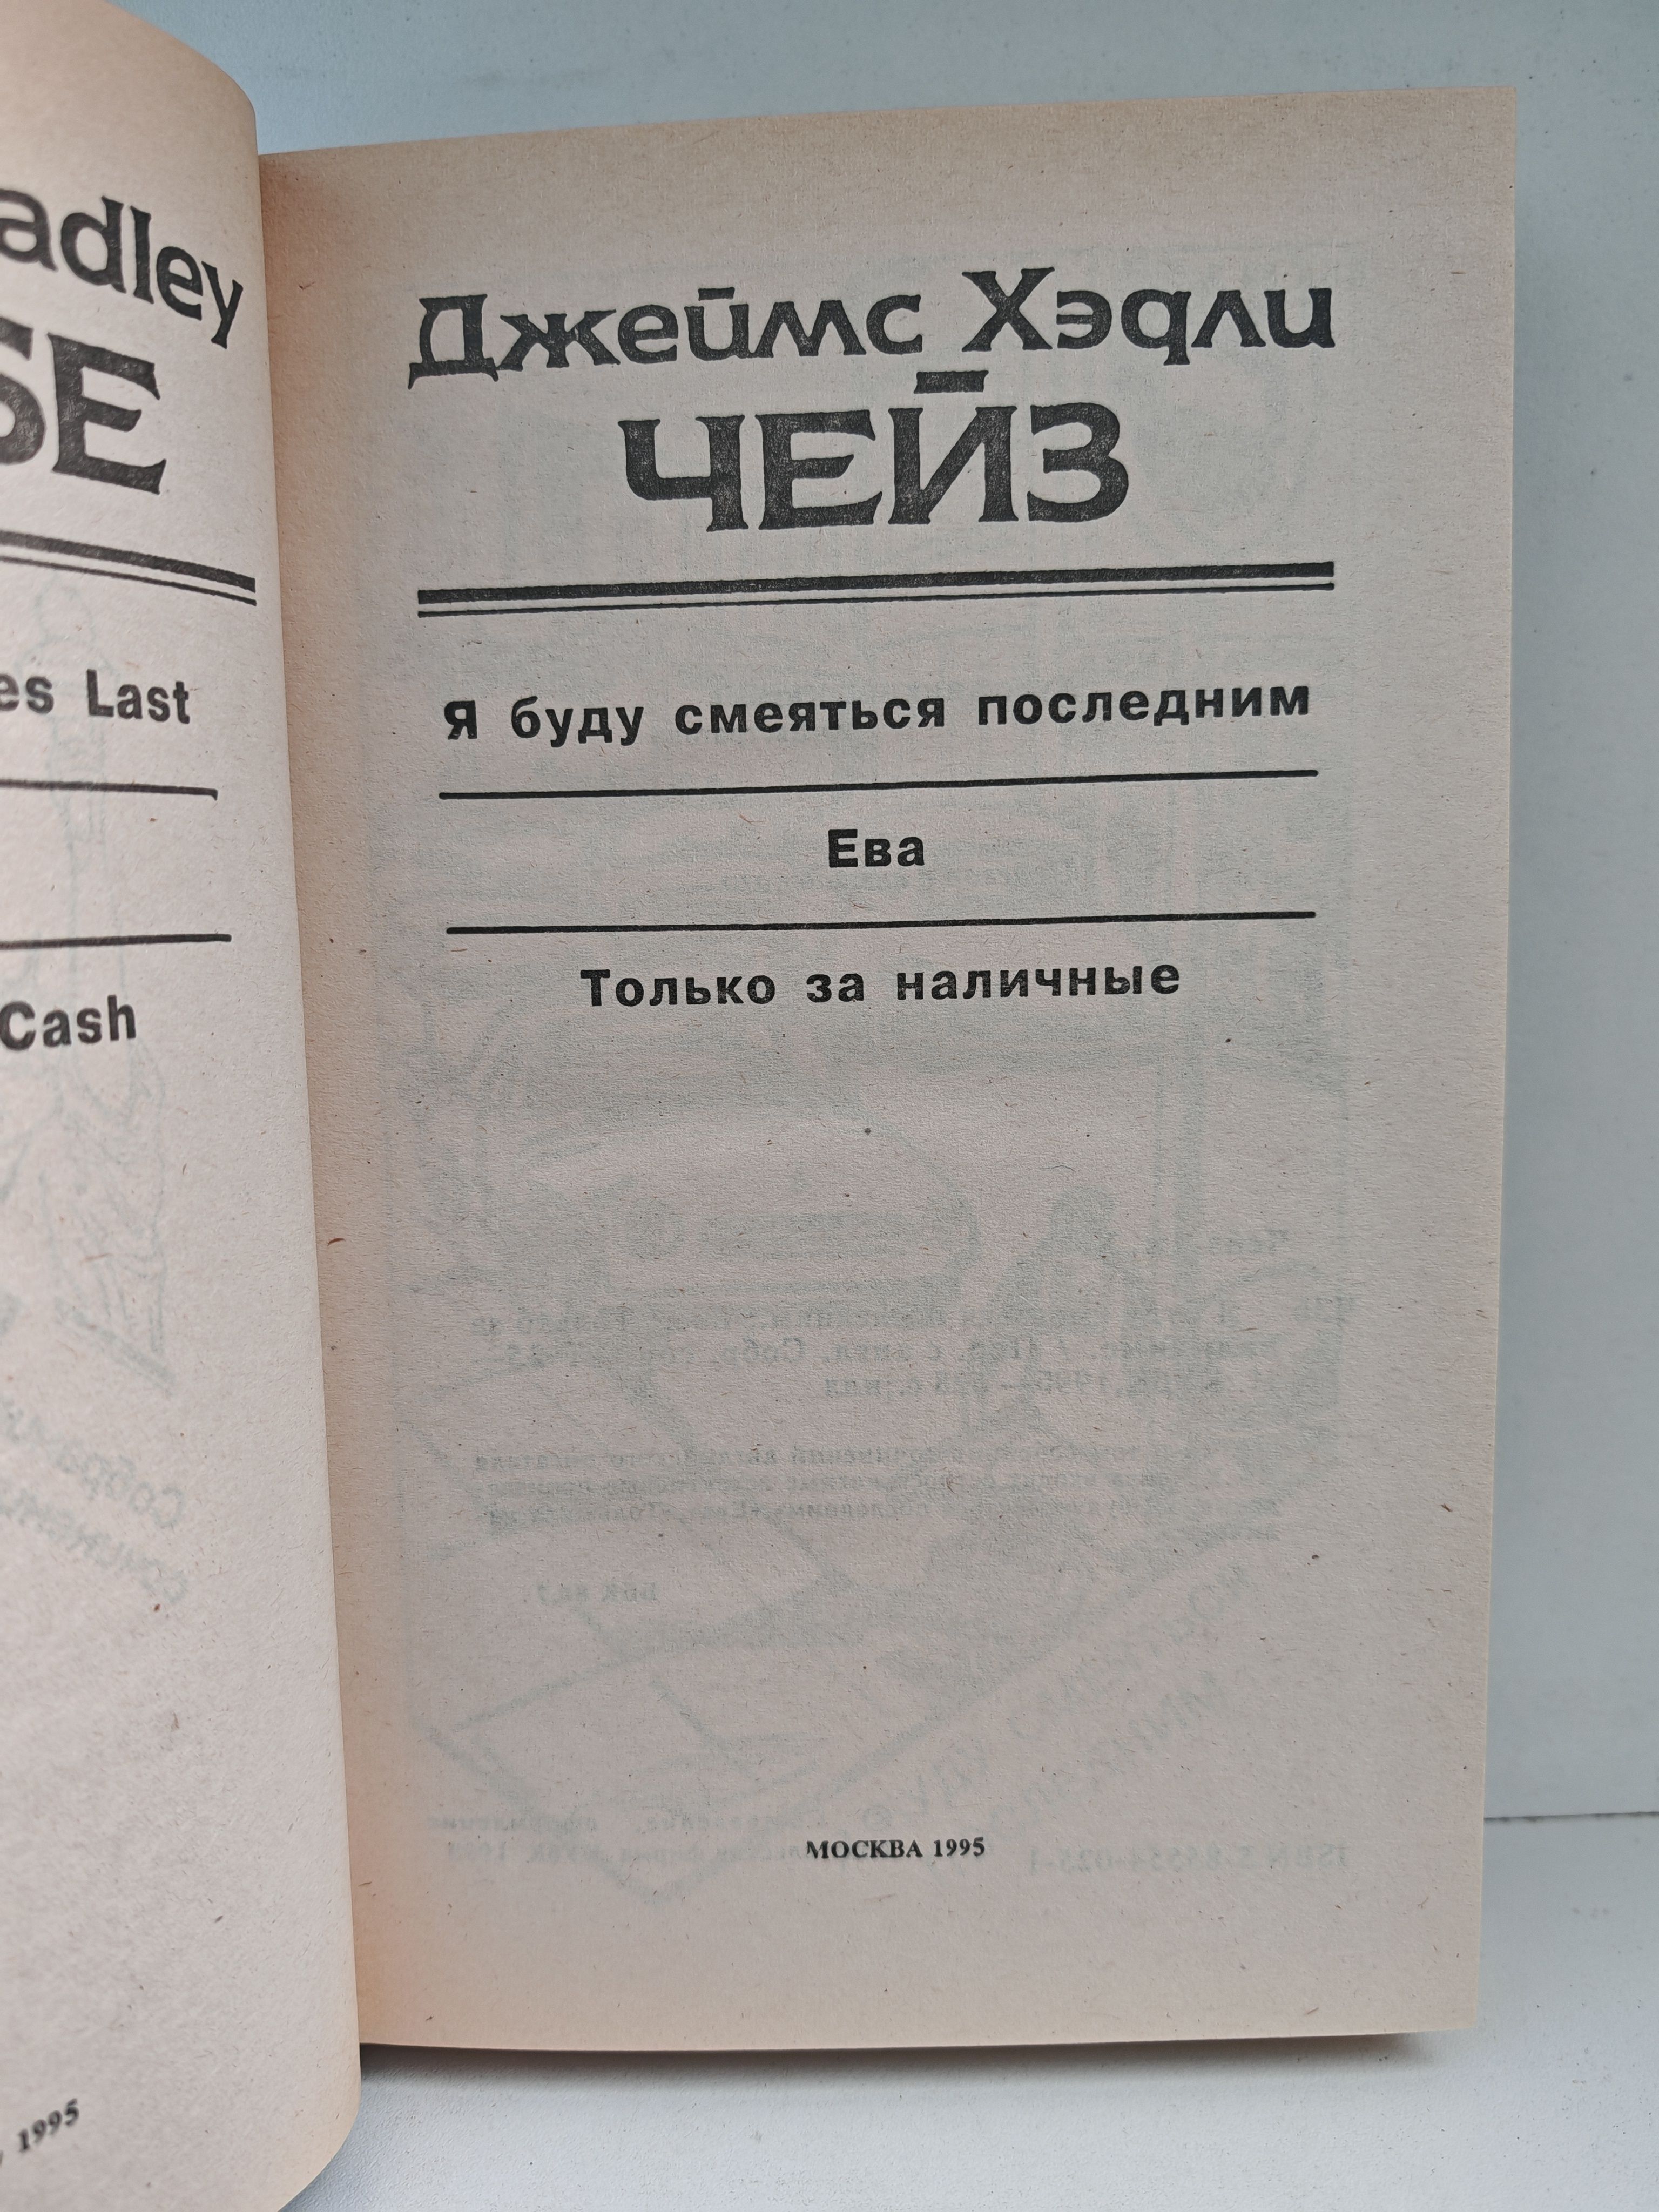 adley
SE
es Last
Cash
1995
Джеймс Хэдли
ЧЕЙЗ
Я буду смеяться последним
Ева
Только за наличные
МОСКВА 1995